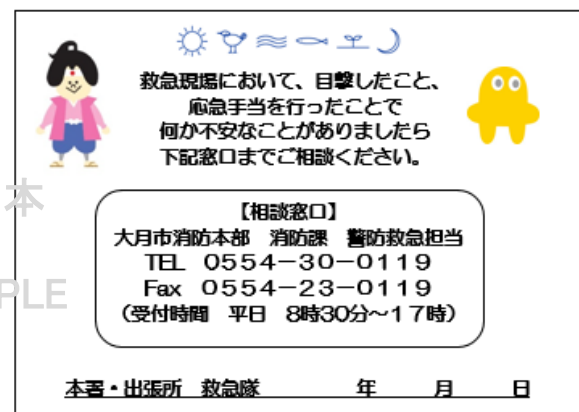 救急現場において、目撃したこと、
応急手当を行ったことで
何か不安なことがありましたら
下記窓口までご相談ください。
【相談窓口】
大月市消防本部　消防課　警防救急担当
TEL　０５５４－３０－０１１９
Fax　０５５４－２３－０１１９
（受付時間　平日　８時３０分～１７時）
本
PLE
本署・出張所　救急隊　　　　　年　　月　　日